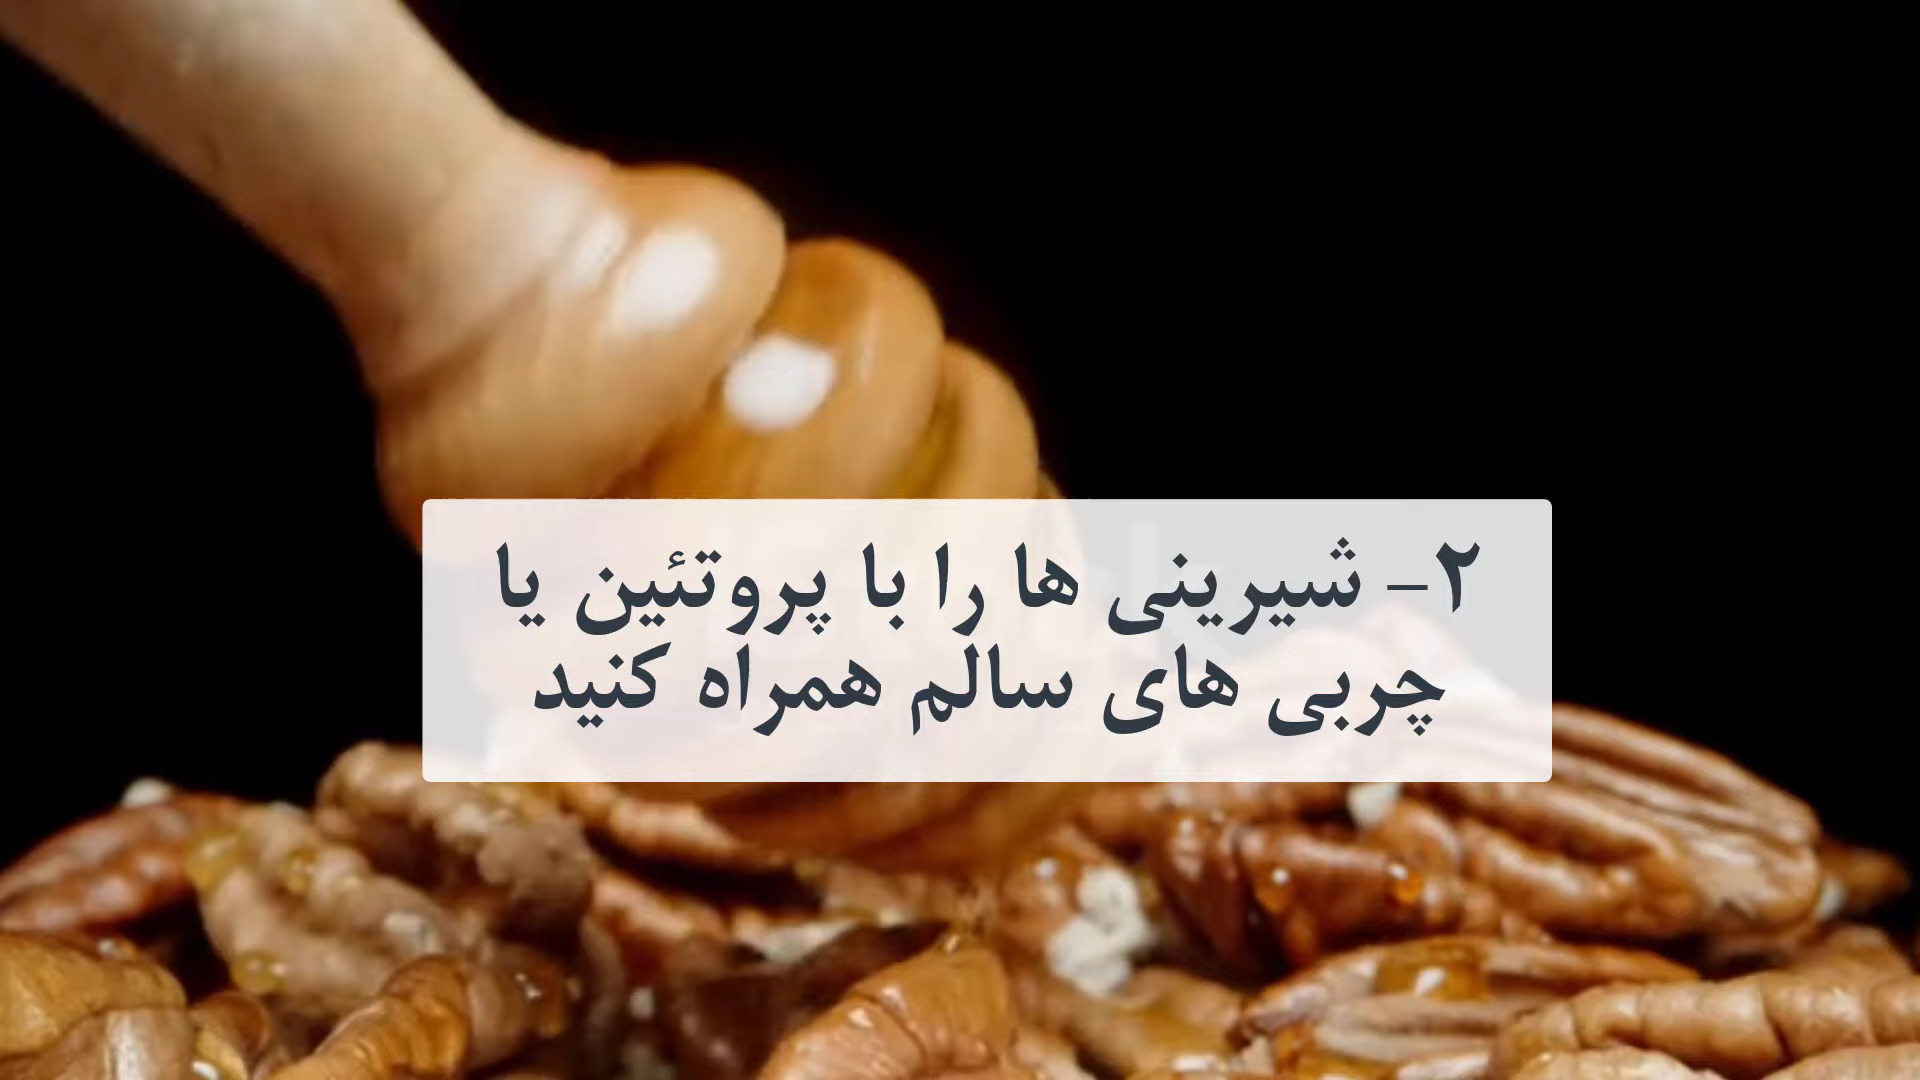 ۲- شیرینی ها را با پروتئین یا
چربی های سالم همراه کنید